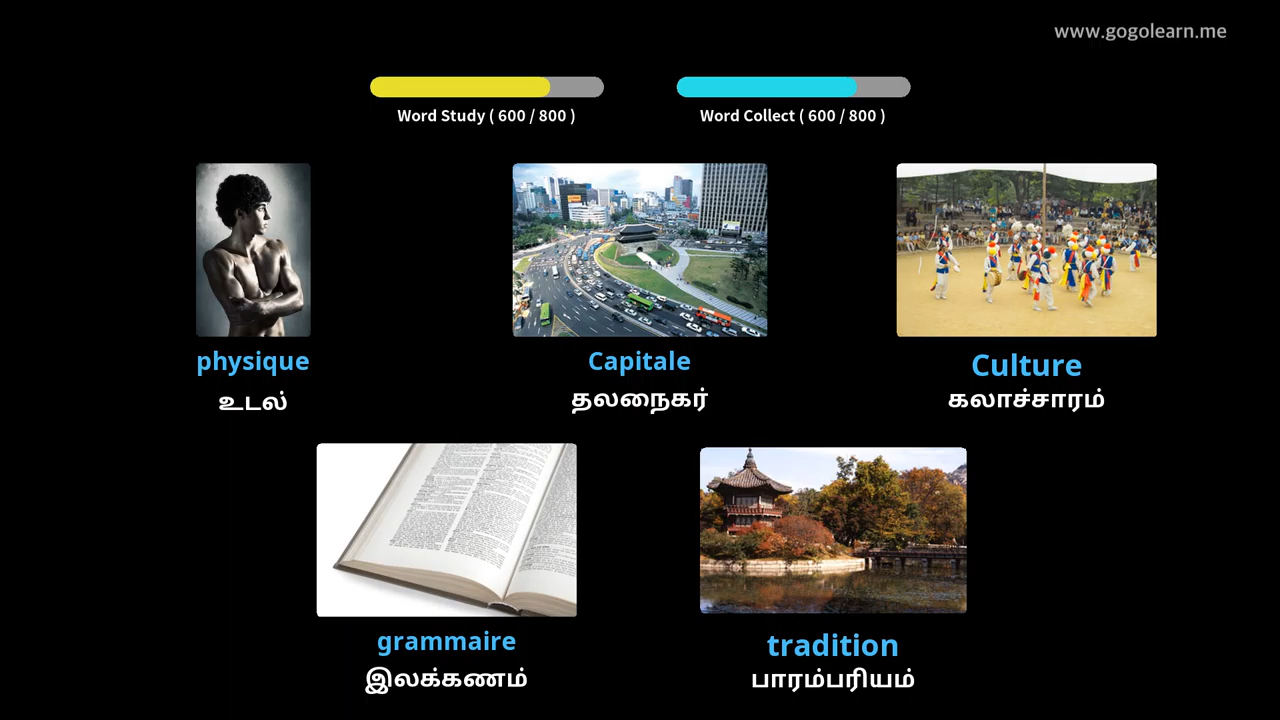 www.gogolearn.me
Word Study ( 600 / 800 )
Word Collect ( 600 / 800 )
physique
உடல்
Capitale
தலைநகர்
Culture
கலாச்சாரம்
grammaire
இலக்கணம்
tradition
பாரம்பரியம்